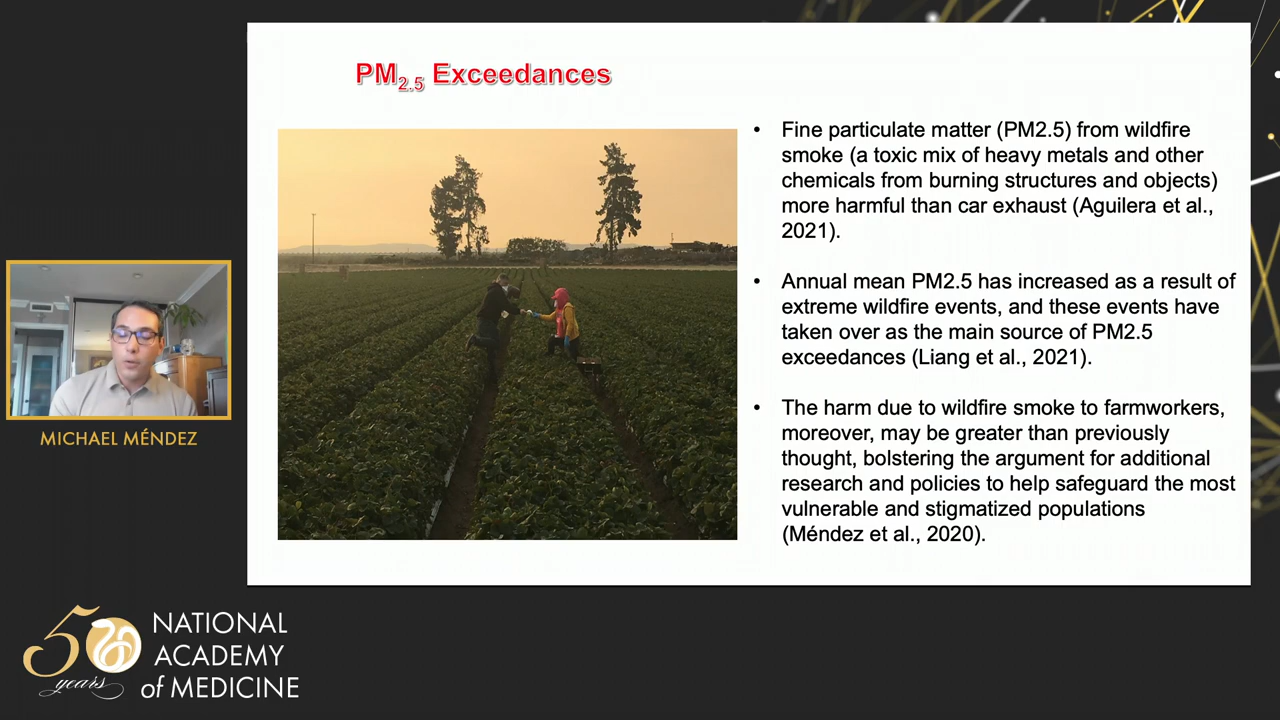 PM2.5 Exceedances
• Fine particulate matter (PM2.5) from wildfire
smoke (a toxic mix of heavy metals and other
chemicals from burning structures and objects)
more harmful than car exhaust (Aguilera et al.,
2021).
• Annual mean PM2.5 has increased as a result of
extreme wildfire events, and these events have
taken over as the main source of PM2.5
exceedances (Liang et al., 2021).
• The harm due to wildfire smoke to farmworkers,
moreover, may be greater than previously
thought, bolstering the argument for additional
research and policies to help safeguard the most
vulnerable and stigmatized populations
(Méndez et al., 2020).
MICHAEL MÉNDEZ
50 years
NATIONAL
ACADEMY
of MEDICINE